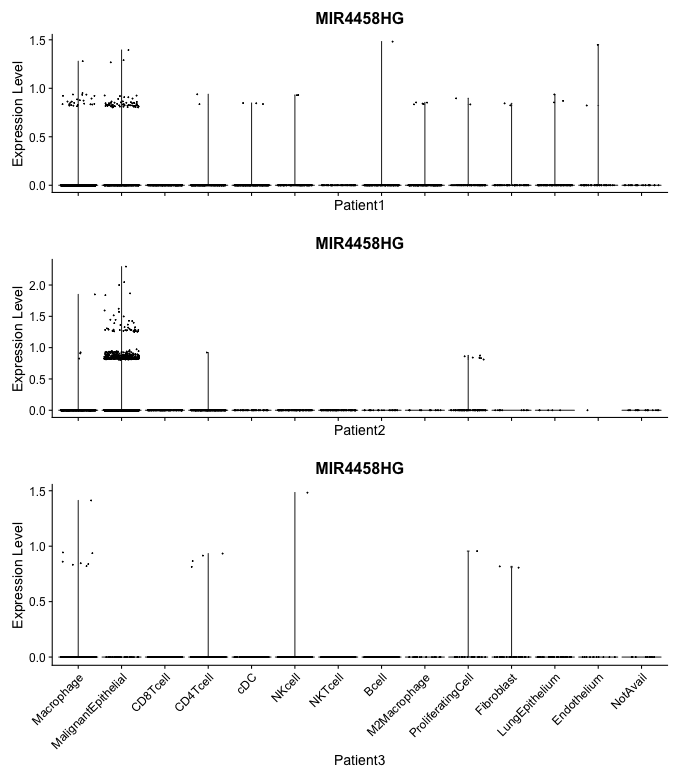 MIR4458HG
Expression Level
1.5
1.0
0.5
0.0
Patient1
MIR4458HG
Expression Level
2.0
1.5
1.0
0.5
0.0
Patient2
MIR4458HG
Expression Level
1.5
1.0
0.5
0.0
Macrophage
MalignantEpithelial
CD8Tcell
CD4Tcell
cDC
NKcell
NKTcell
Bcell
M2Macrophage
ProliferatingCell
Fibroblast
LungEpithelium
Endothelium
NotAvail
Patient3